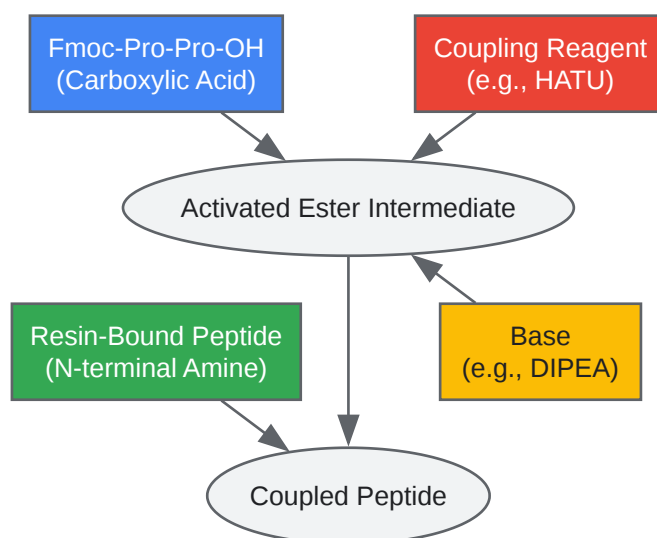 Fmoc-Pro-Pro-OH
(Carboxylic Acid)
Coupling Reagent
(e.g., HATU)
Activated Ester Intermediate
Resin-Bound Peptide
(N-terminal Amine)
Base
(e.g., DIPEA)
Coupled Peptide